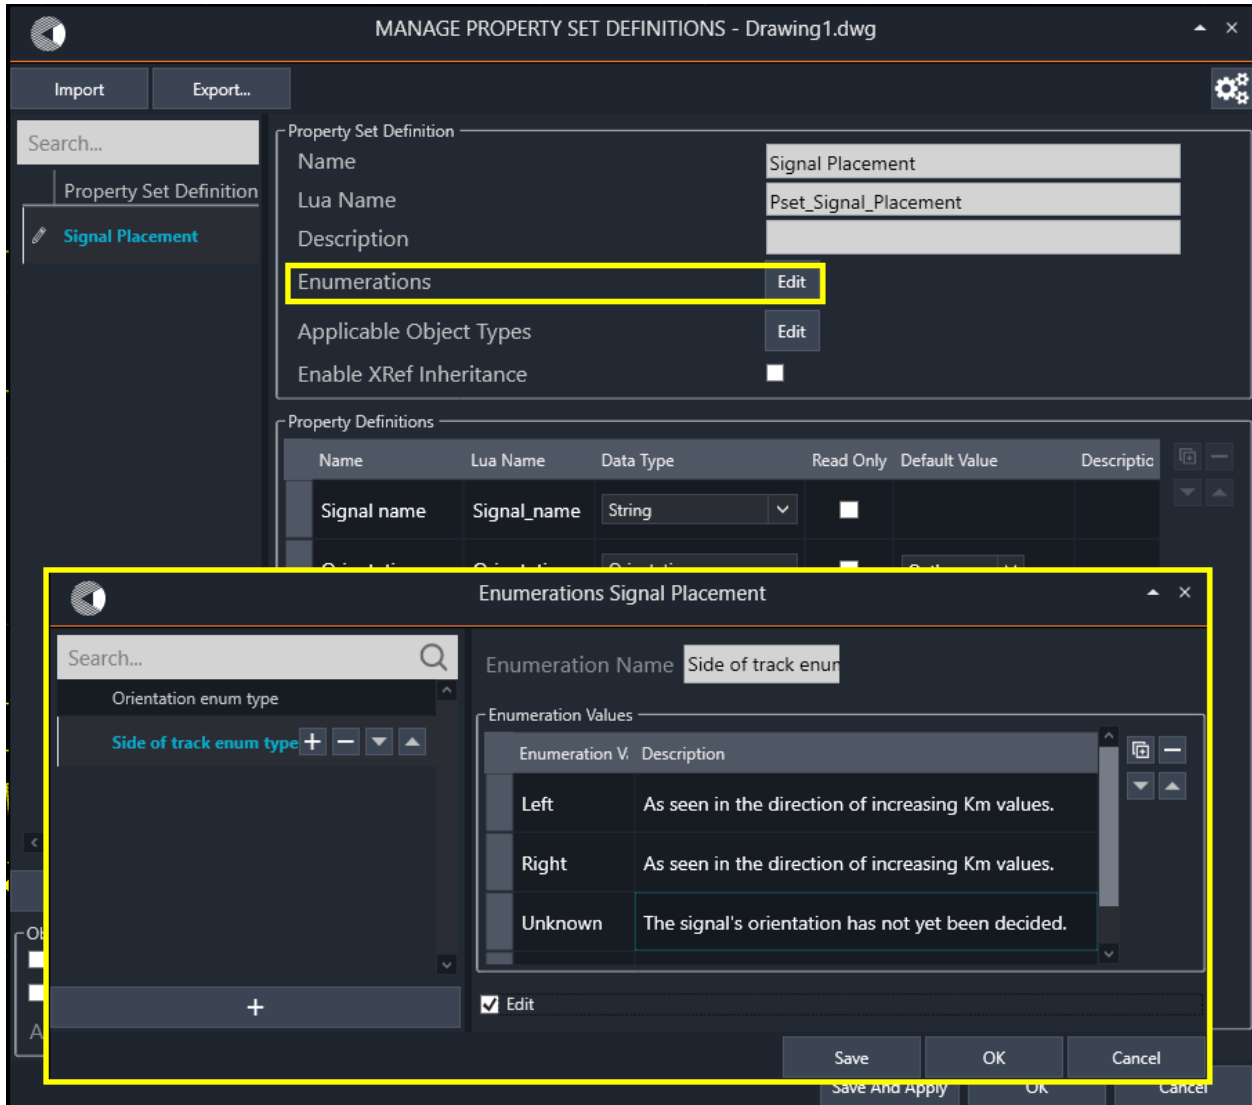 MANAGE PROPERTY SET DEFINITIONS - Drawing1.dwg
Import Export...
Search...
Property Set Definition
Signal Placement
Property Set Definition
Name Signal Placement
Lua Name Pset_Signal_Placement
Description
Enumerations Edit
Applicable Object Types Edit
Enable XRef Inheritance
Property Definitions
Name Lua Name Data Type Read Only Default Value Descriptio
Signal name Signal_name String
Enumerations Signal Placement
Search...
Orientation enum type
Side of track enum type
Enumeration Name Side of track enum
Enumeration Values
Enumeration V. Description
Left As seen in the direction of increasing Km values.
Right As seen in the direction of increasing Km values.
Unknown The signal's orientation has not yet been decided.
Edit
Save OK Cancel
Save And Apply OK Cancel